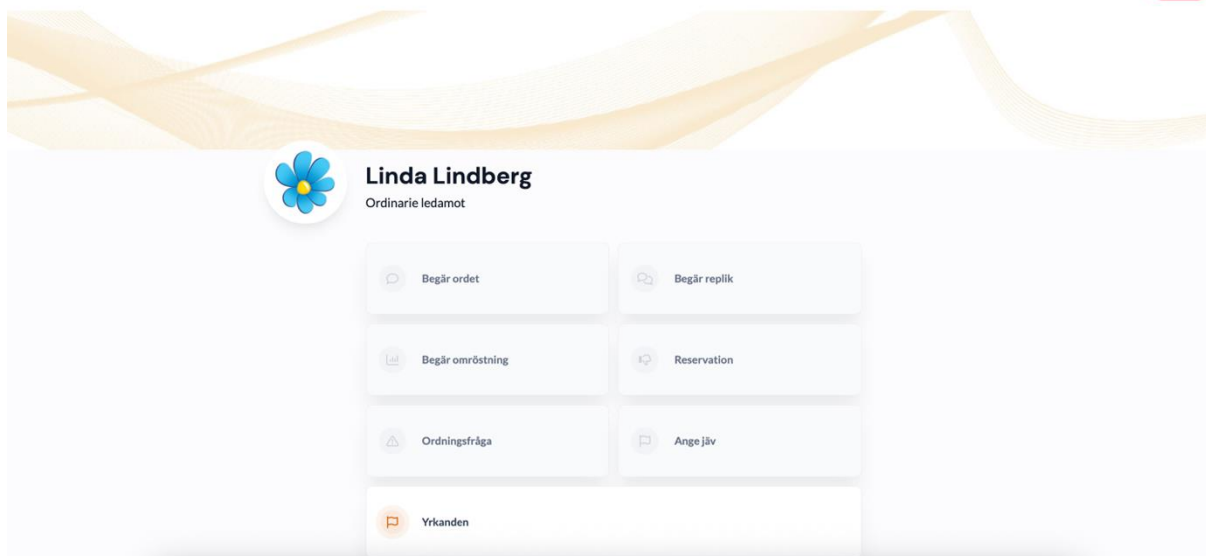 Linda Lindberg
Ordinarie ledamot
Begär ordet
Begär replik
Begär omröstning
Reservation
Ordningsfråga
Ange jäv
Yrkanden